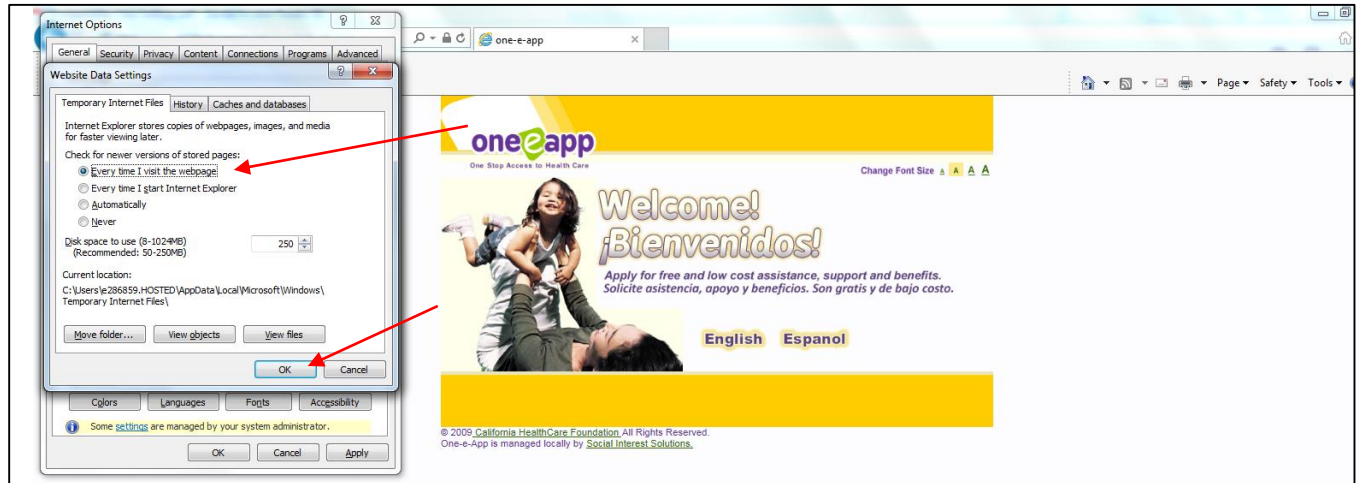 Internet Options
General Security Privacy Content Connections Programs Advanced
Website Data Settings
Temporary Internet Files History Caches and databases
Internet Explorer stores copies of webpages, images, and media
for faster viewing later.
Check for newer versions of stored pages:
Every time I visit the webpage
Every time I start Internet Explorer
Automatically
Never
Disk space to use (8-1024MB)
250
(Recommended: 50-250MB)
Current location:
C:\Users\e286859.HOSTED\AppData\Local\Microsoft\Windows\
Temporary Internet Files\
Move folder... View objects View files
OK Cancel
Colors Languages Fonts Accessibility
Some settings are managed by your system administrator.
OK Cancel Apply
one-e-app
Page Safety Tools
one e app
One Stop Access to Health Care
Change Font Size A A A A
Welcome!
¡Bienvenidos!
Apply for free and low cost assistance, support and benefits.
Solicite asistencia, apoyo y beneficios. Son gratis y de bajo costo.
English Espanol
© 2009 California HealthCare Foundation All Rights Reserved.
One-e-App is managed locally by Social Interest Solutions.